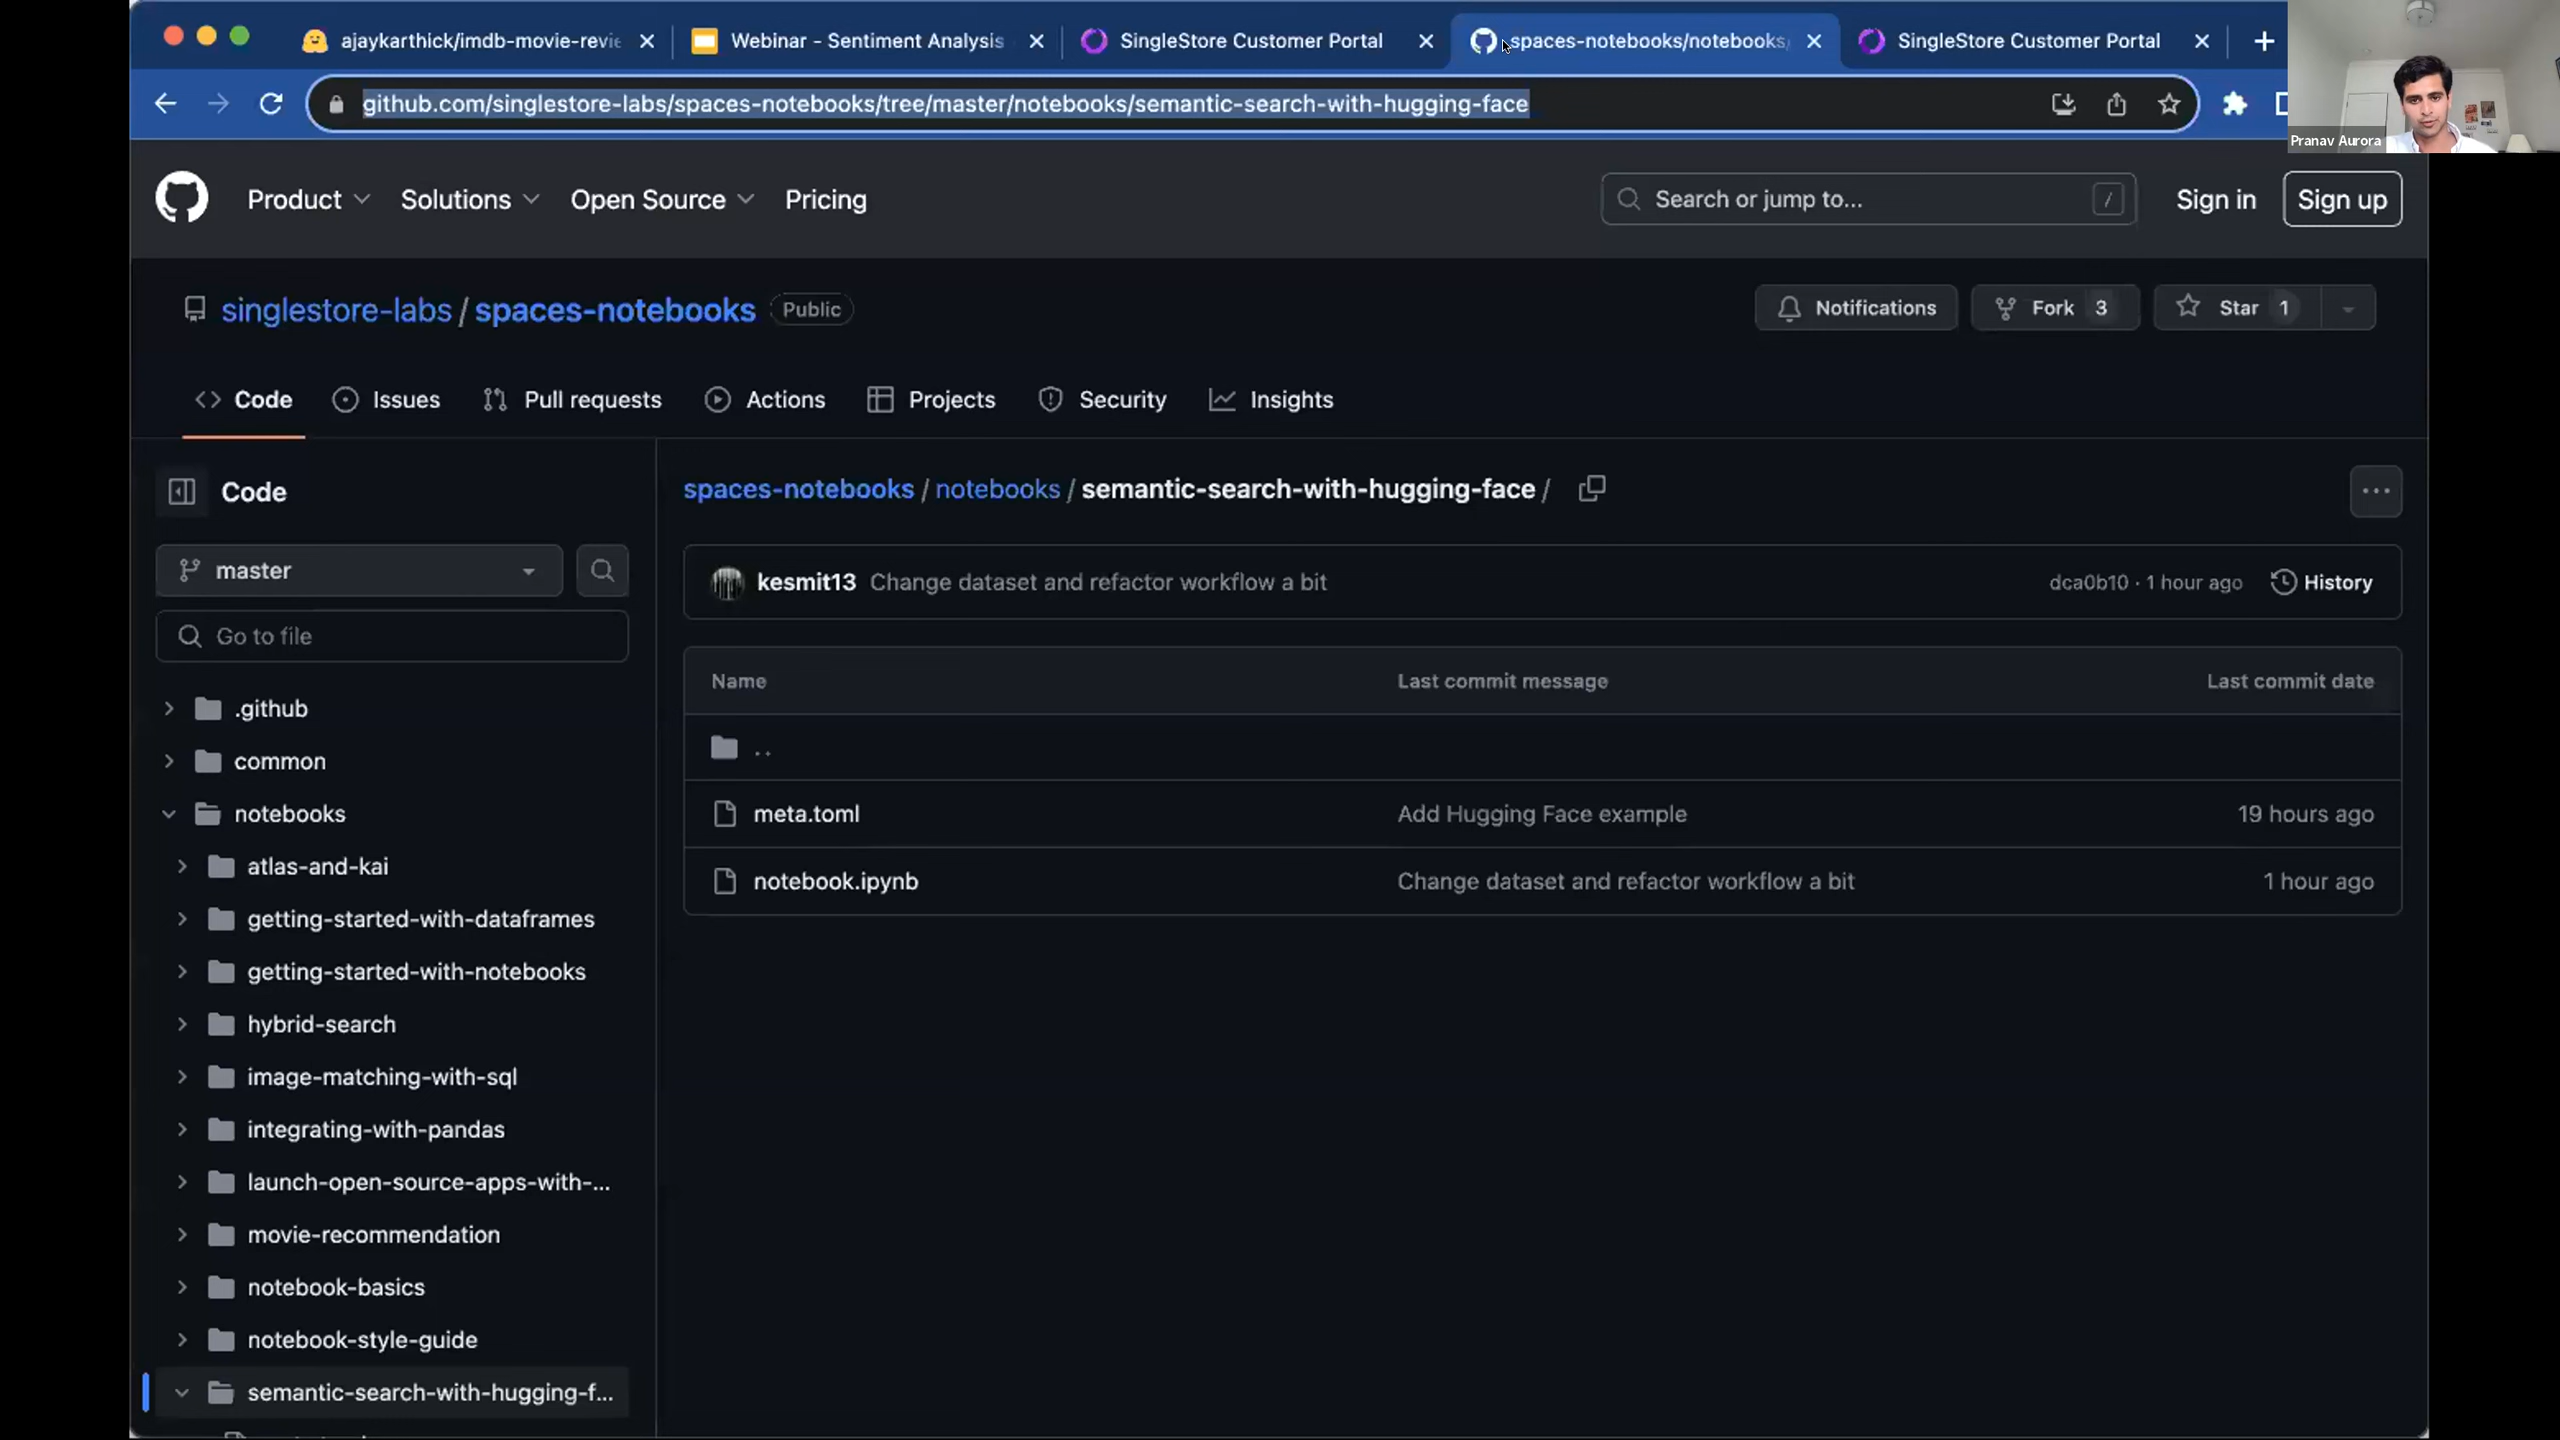 ajaykarthick/imdb-movie-revie
Webinar - Sentiment Analysis
SingleStore Customer Portal
spaces-notebooks/notebooks
SingleStore Customer Portal
github.com/singlestore-labs/spaces-notebooks/tree/master/notebooks/semantic-search-with-hugging-face
Pranav Aurora
Product
Solutions
Open Source
Pricing
Search or jump to...
/
Sign in
Sign up
singlestore-labs / spaces-notebooks
Public
Notifications
Fork 3
Star 1
Code
Issues
Pull requests
Actions
Projects
Security
Insights
Code
master
Go to file
.github
common
notebooks
atlas-and-kai
getting-started-with-dataframes
getting-started-with-notebooks
hybrid-search
image-matching-with-sql
integrating-with-pandas
launch-open-source-apps-with-...
movie-recommendation
notebook-basics
notebook-style-guide
semantic-search-with-hugging-f...
spaces-notebooks / notebooks / semantic-search-with-hugging-face /
...
kesmit13 Change dataset and refactor workflow a bit
dca0b10 · 1 hour ago
History
Name Last commit message Last commit date
..
meta.toml Add Hugging Face example 19 hours ago
notebook.ipynb Change dataset and refactor workflow a bit 1 hour ago